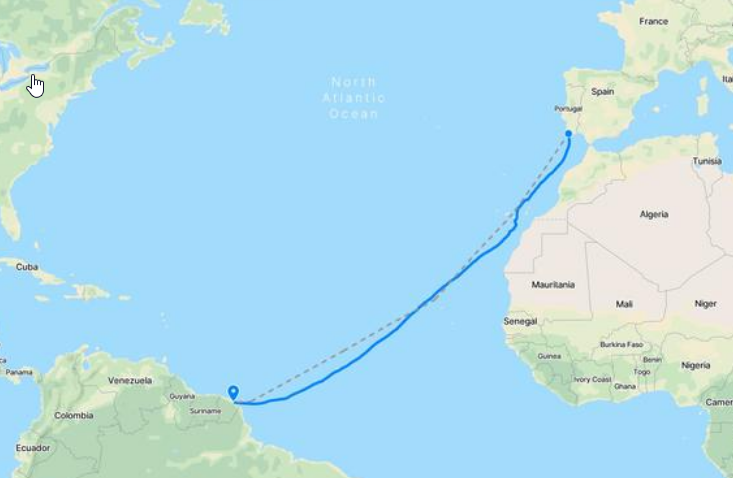 France
North
Atlantic
Ocean
Ita
Spain
Portugal
Tunisia
Algeria
Cuba
Mauritania
Mali
Niger
Senegal
Burkina Faso
Guinea
Benin
Nigeria
Togo
Ivory Coast
Ghana
ca
Panama
Venezuela
Guyana
Suriname
Colombia
Camer
Ecuador